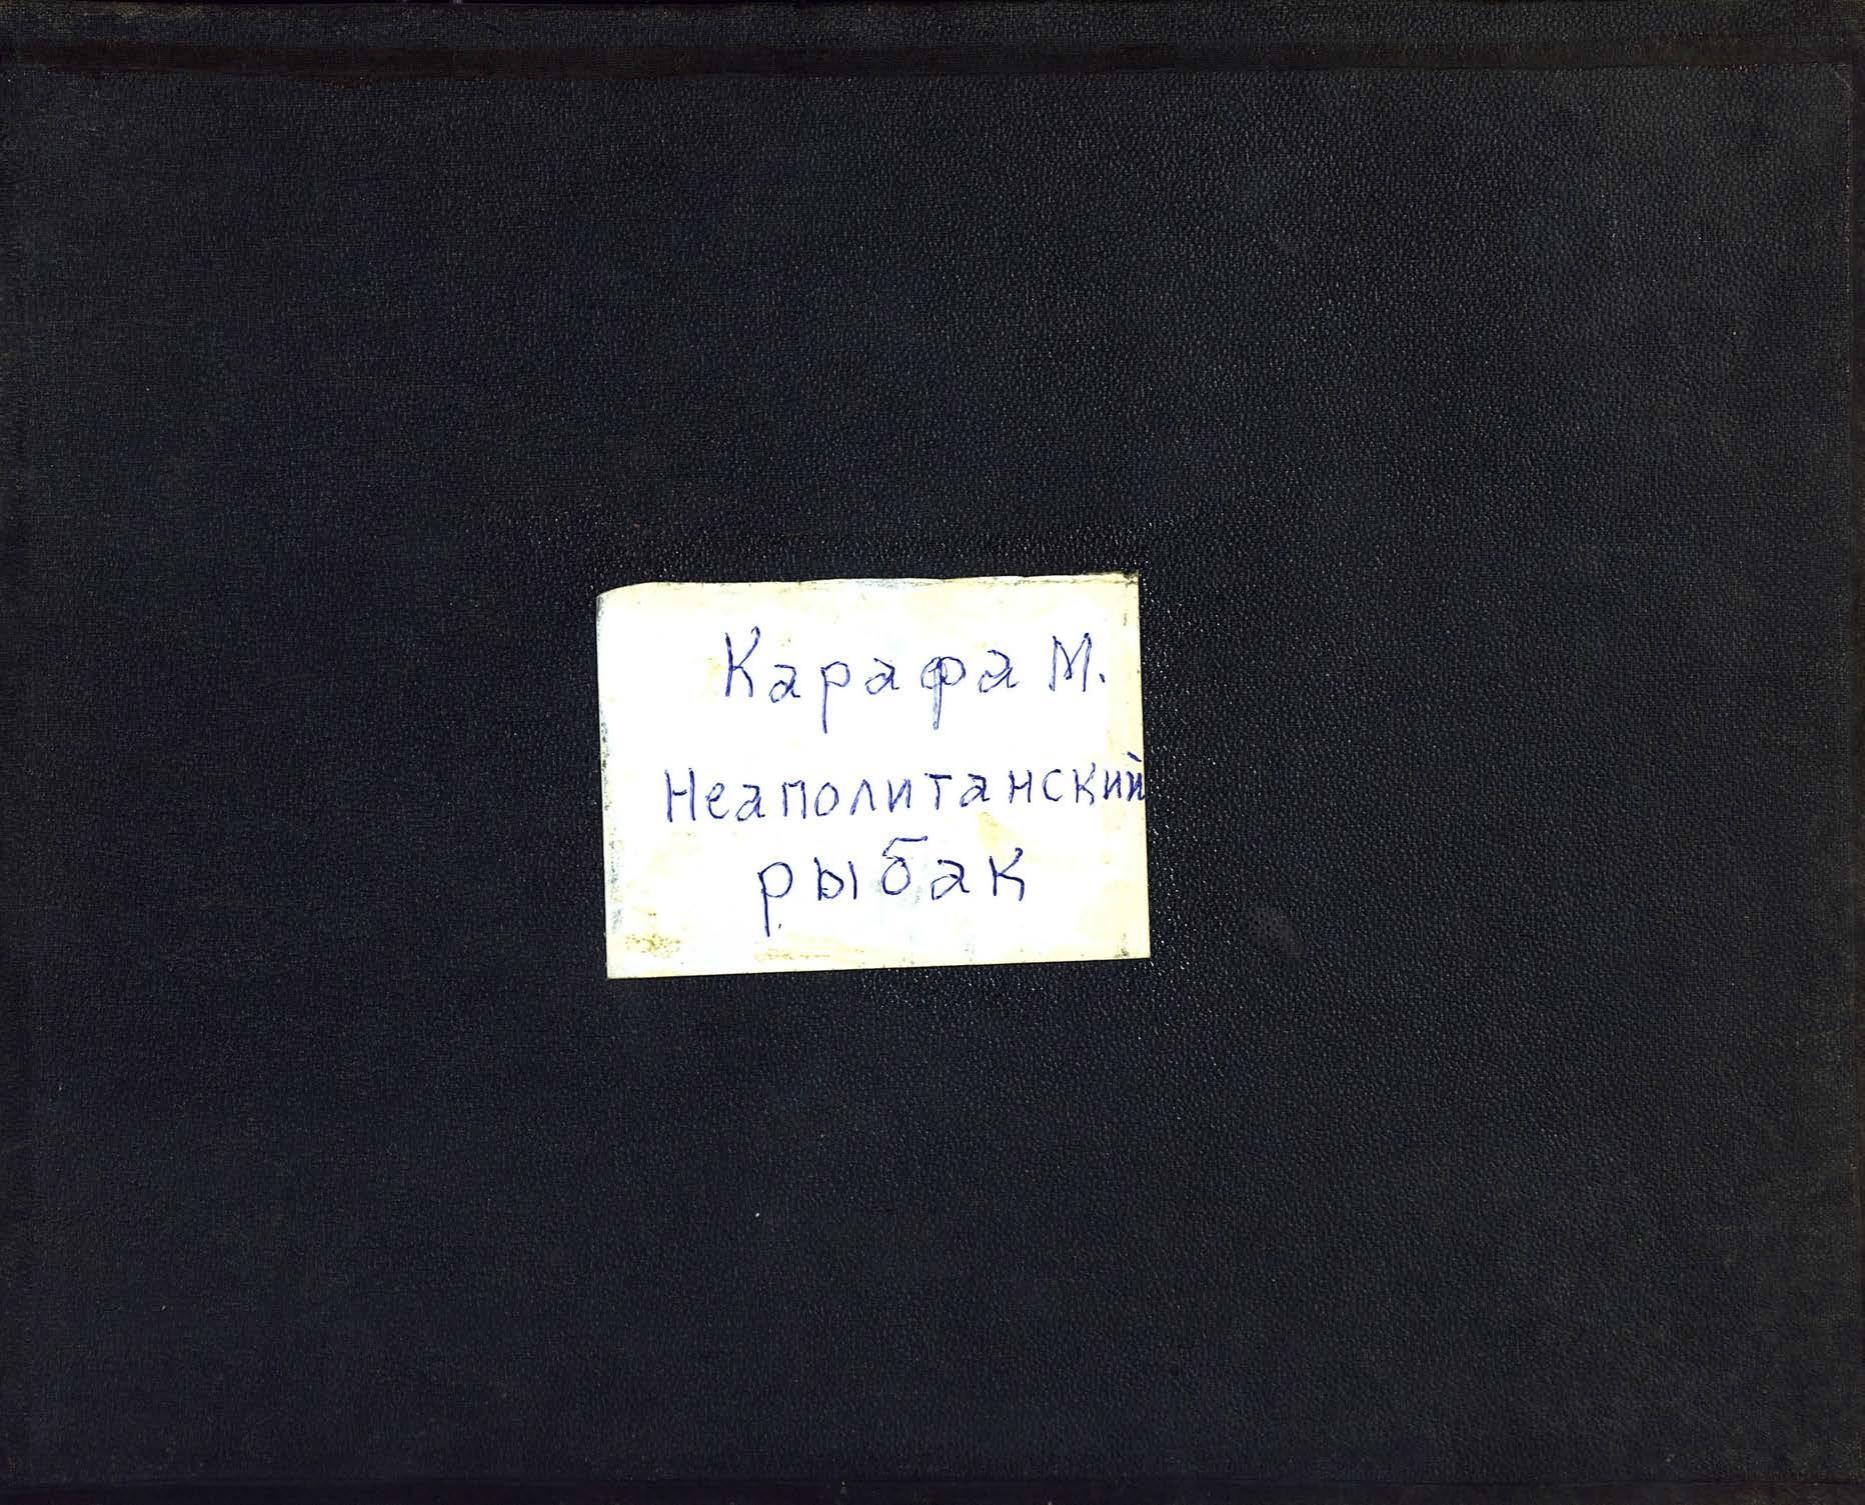 Карафа М.
Неаполитанский
рыбак